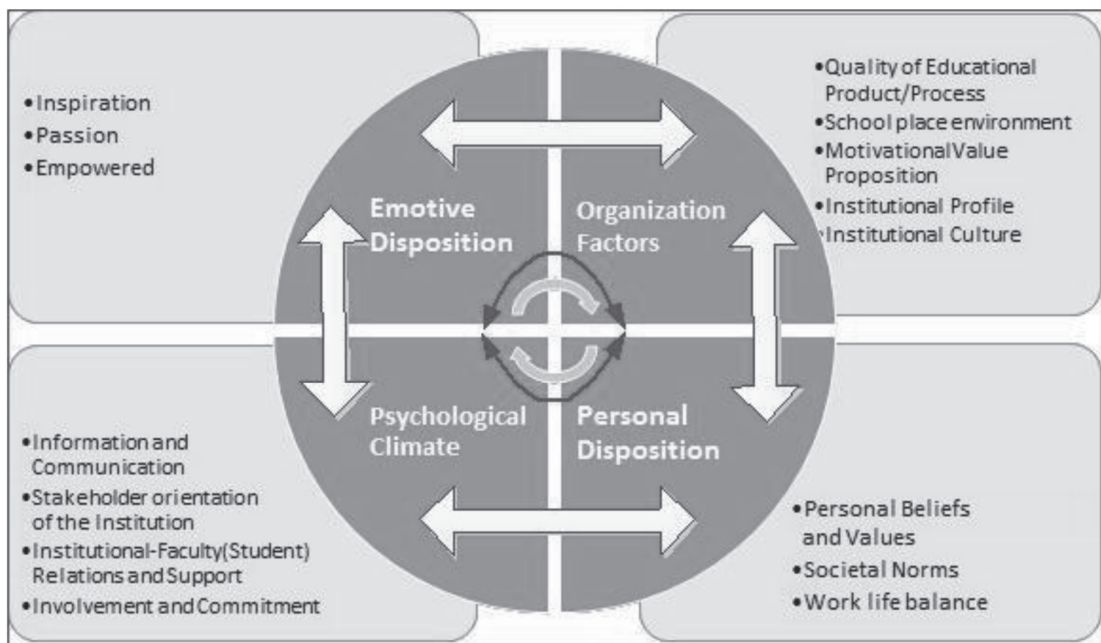 •Inspiration
•Passion
•Empowered
•Quality of Educational
Product/Process
•School place environment
•Motivational Value
Proposition
•Institutional Profile
•Institutional Culture
Emotive
Disposition
Organization
Factors
Psychological
Climate
Personal
Disposition
•Information and
Communication
•Stakeholder orientation
of the Institution
•Institutional-Faculty(Student)
Relations and Support
•Involvement and Commitment
•Personal Beliefs
and Values
•Societal Norms
•Work life balance